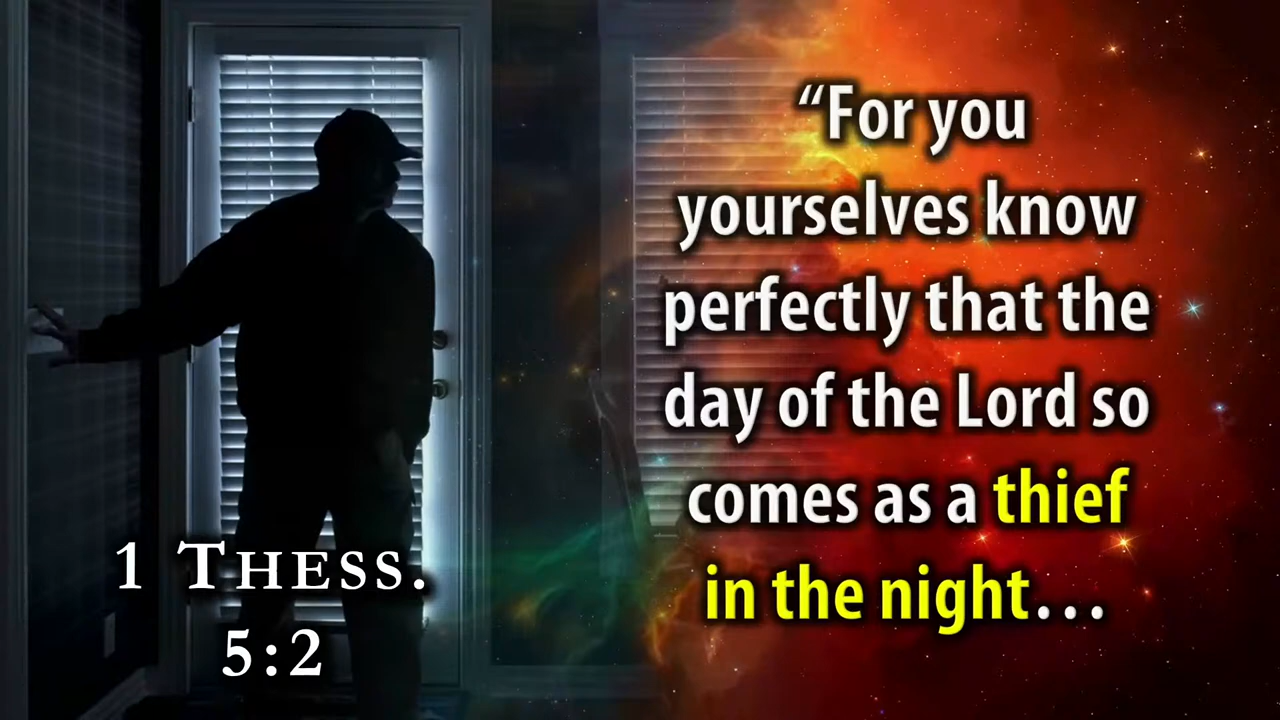 “For you
yourselves know
perfectly that the
day of the Lord so
comes as a thief
in the night…
1 THESS.
5:2